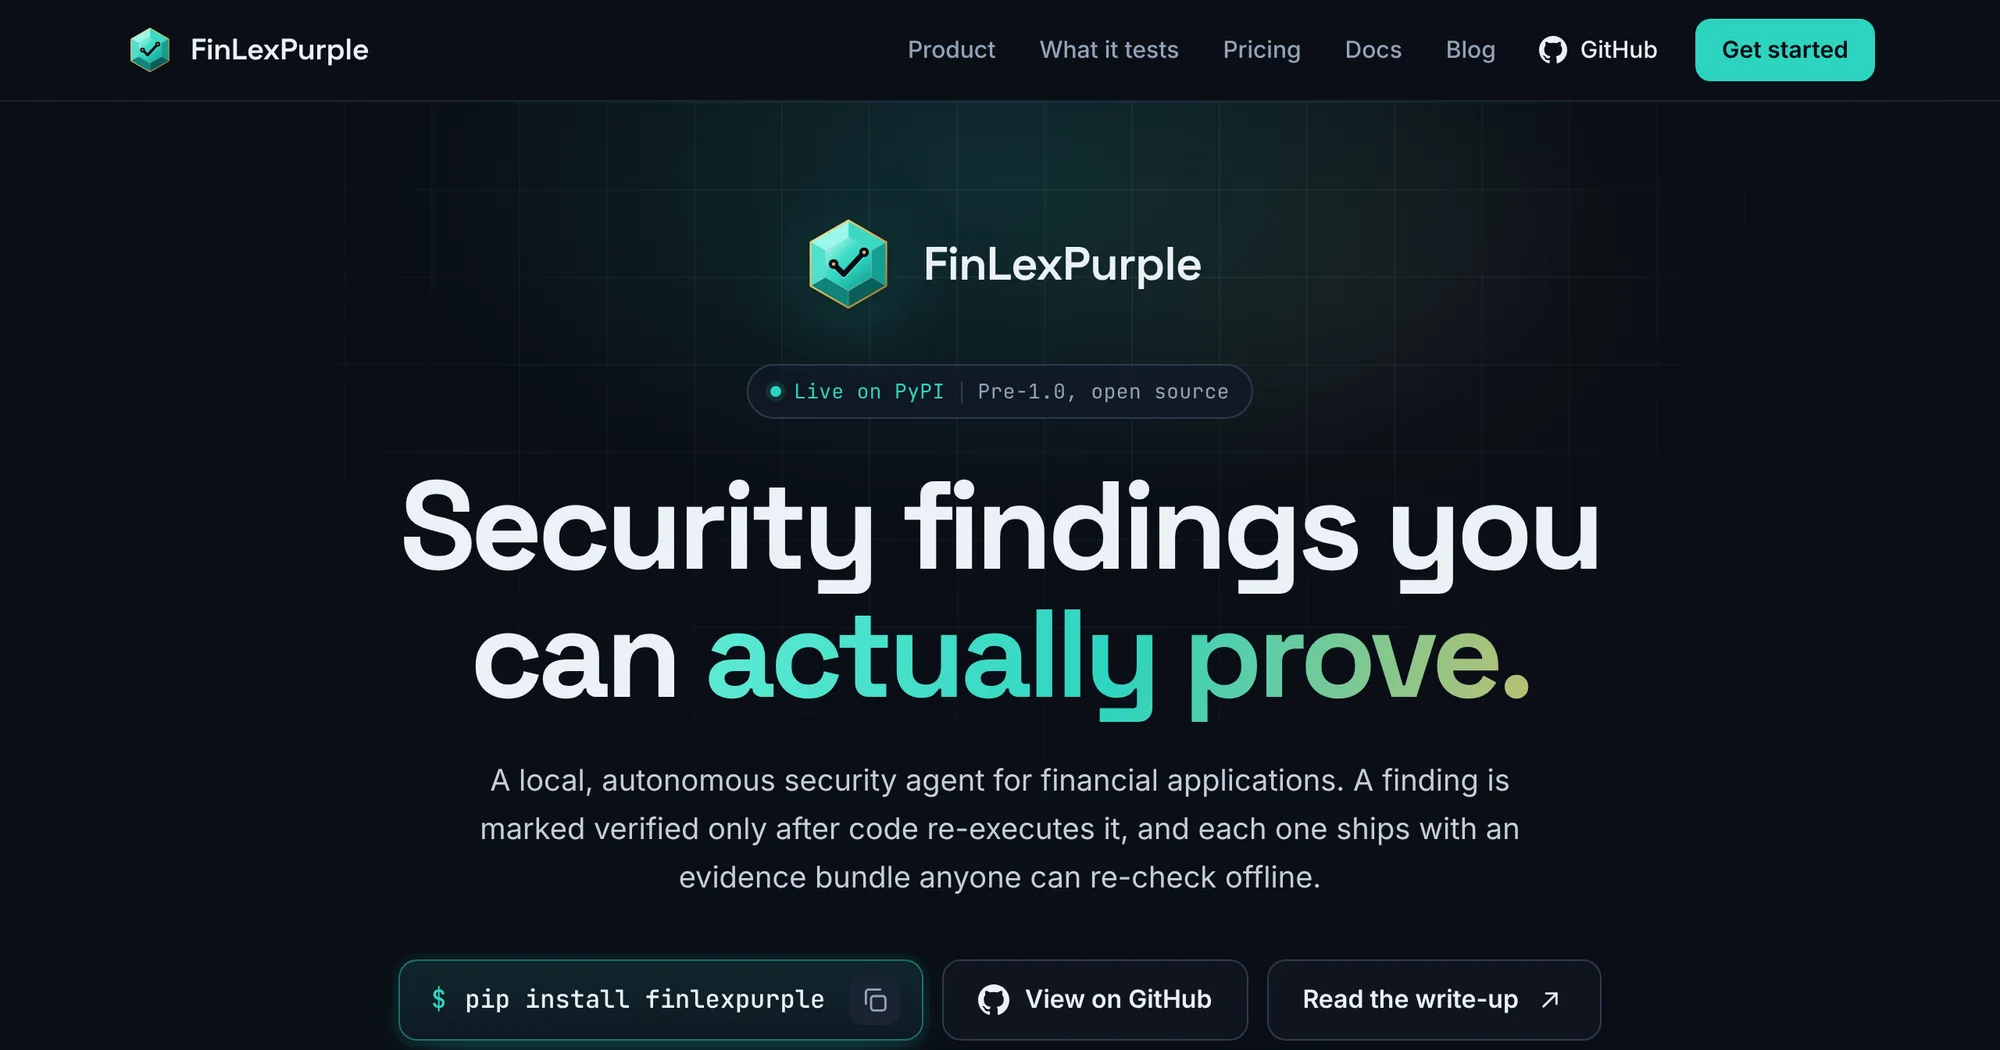 FinLexPurple
Product
What it tests
Pricing
Docs
Blog
GitHub
Get started
FinLexPurple
Live on PyPI | Pre-1.0, open source
Security findings you
can actually prove.
A local, autonomous security agent for financial applications. A finding is
marked verified only after code re-executes it, and each one ships with an
evidence bundle anyone can re-check offline.
$ pip install finlexpurple
View on GitHub
Read the write-up ↗